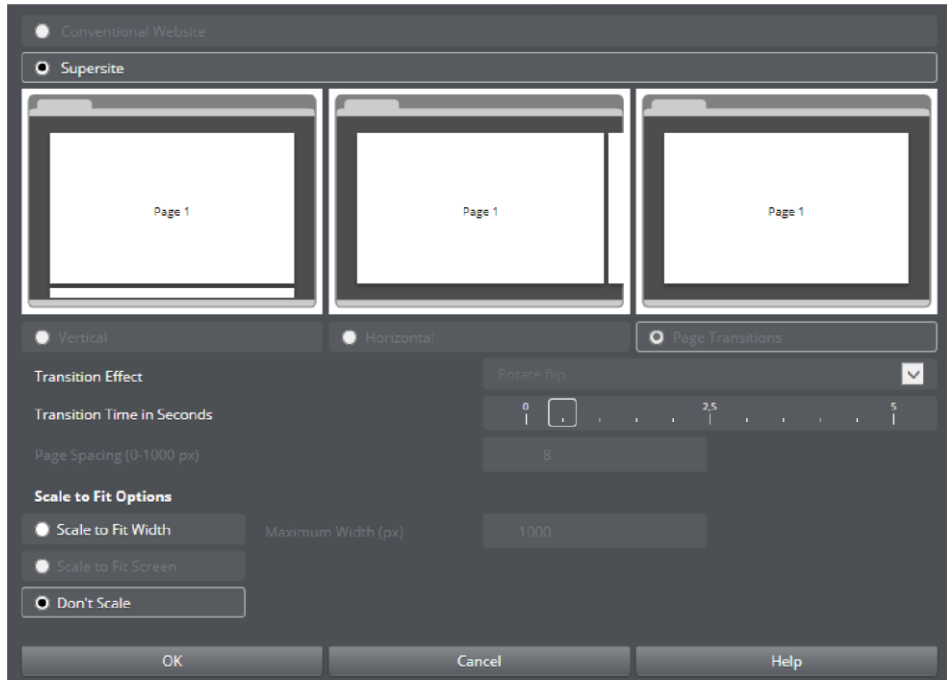 Conventional Website
Supersite
Page 1
Page 1
Page 1
Vertical
Horizontal
Page Transitions
Transition Effect
Rotate flip
Transition Time in Seconds
0
2,5
5
Page Spacing (0-1000 px)
8
Scale to Fit Options
Scale to Fit Width
Maximum Width (px)
1000
Scale to Fit Screen
Don't Scale
OK
Cancel
Help